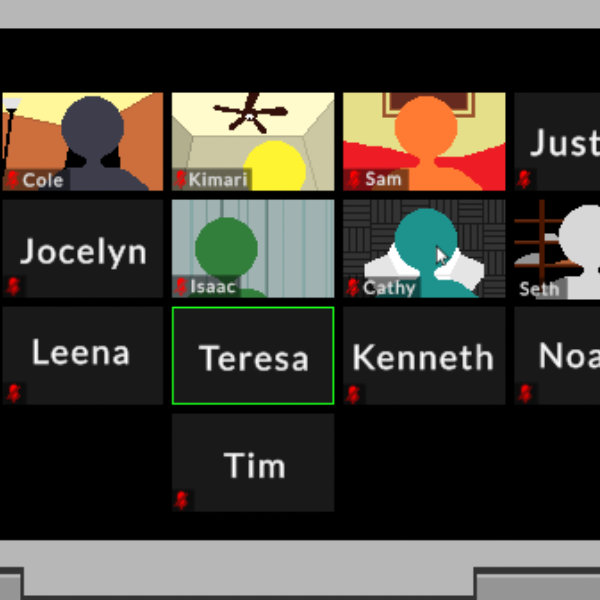 Cole
Kimari
Sam
Just
Jocelyn
Isaac
Cathy
Seth
Leena
Teresa
Kenneth
Noa
Tim